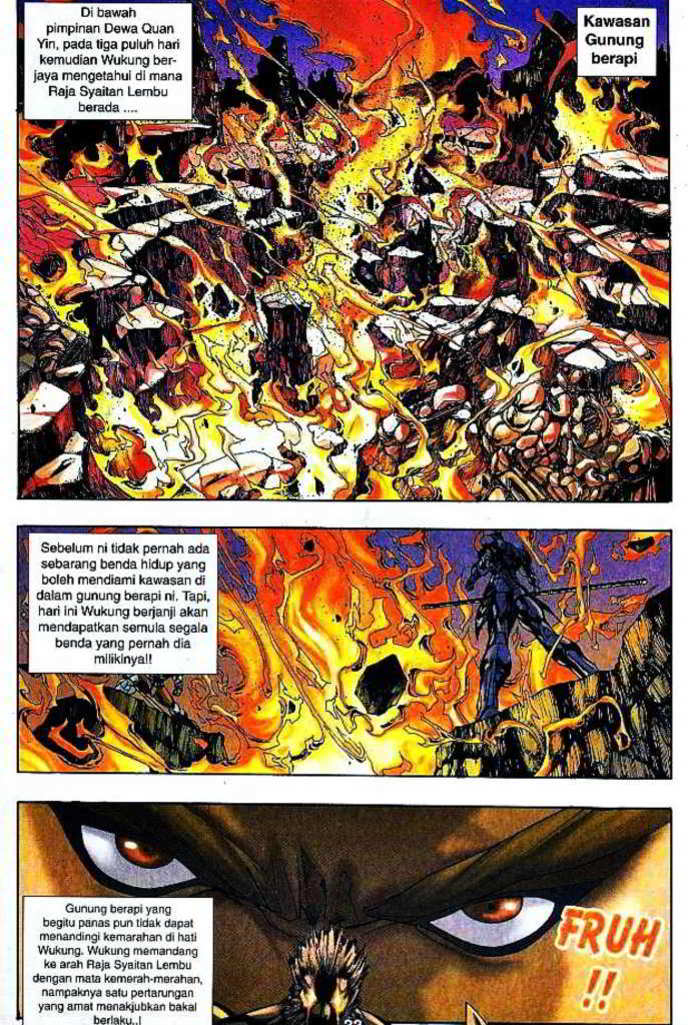 Di bawah
pimpinan Dewa Quan
Yin, pada tiga puluh hari
kemudian Wukung ber-
jaya mengetahui di mana
Raja Syaitan Lembu
berada ....
Kawasan
Gunung
berapi
Sebelum ni tidak pernah ada
sebarang benda hidup yang
boleh mendiami kawasan di
dalam gunung berapi ni. Tapi,
hari ini Wukung berjanji akan
mendapatkan semula segala
benda yang pernah dia
milikinya!!
Gunung berapi yang
begitu panas pun tidak dapat
menandingi kemarahan di hati
Wukung. Wukung memandang
ke arah Raja Syaitan Lembu
dengan mata kemerah-merahan,
nampaknya satu pertarungan
yang amat menakjubkan bakal
berlaku..!
FRUH
!!
33